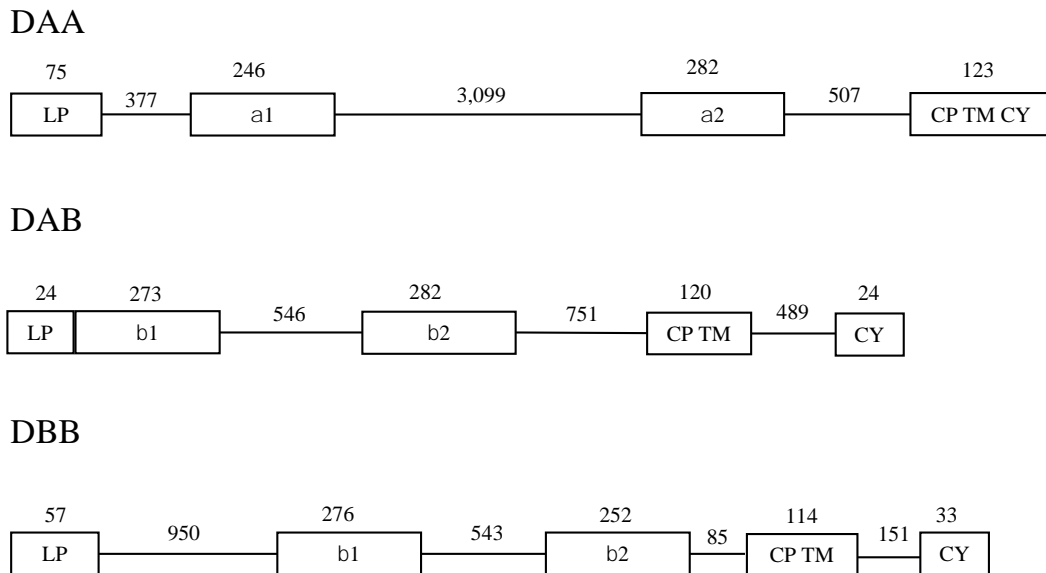 DAA
75 246 282 123
377 3,099 507
LP a1 a2 CP TM CY
DAB
24 273 282 120 24
546 751 489
LP b1 b2 CP TM CY
DBB
57 276 252 114 33
950 543 85 151
LP b1 b2 CP TM CY